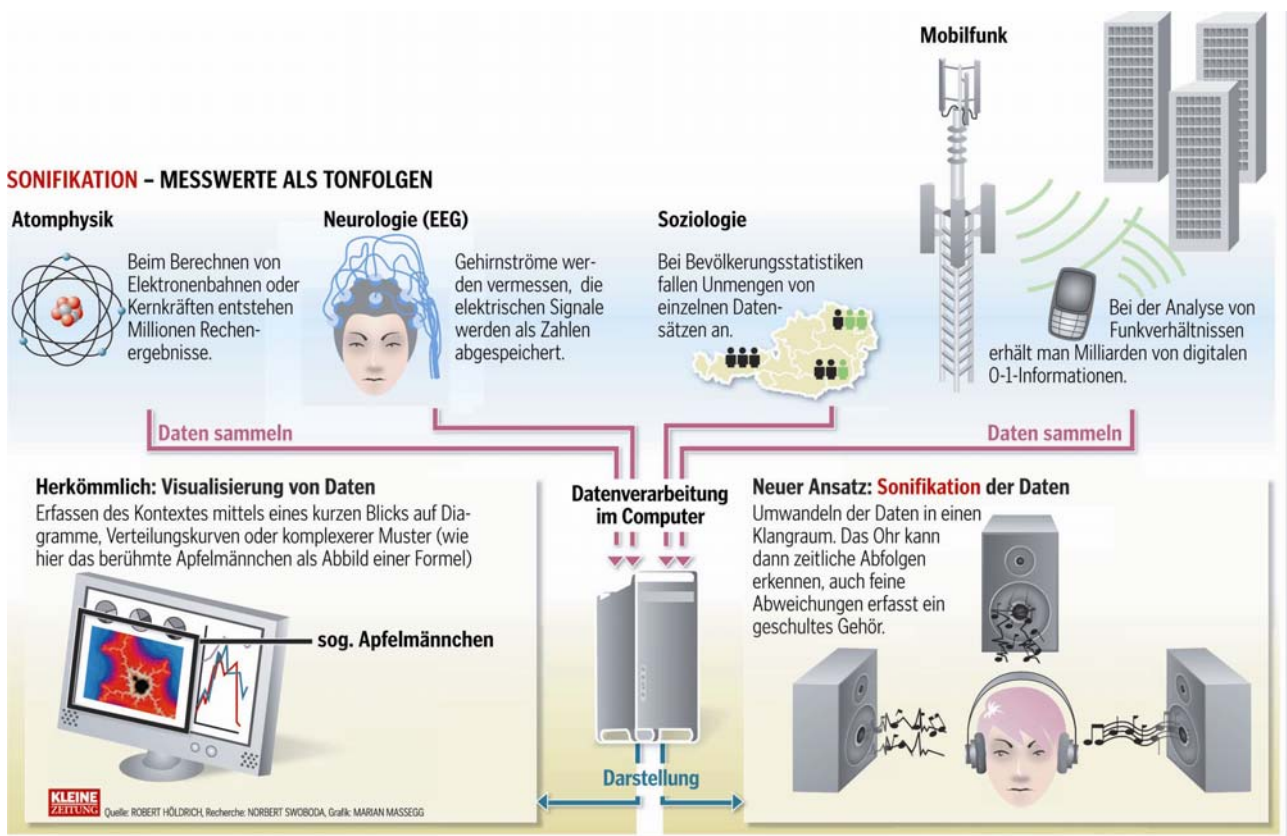 Mobilfunk
SONIFIKATION – MESSWERTE ALS TONFOLGEN
Atomphysik
Beim Berechnen von
Elektronenbahnen oder
Kernkräften entstehen
Millionen Rechen-
ergebnisse.
Neurologie (EEG)
Gehirnströme wer-
den vermessen, die
elektrischen Signale
werden als Zahlen
abgespeichert.
Soziologie
Bei Bevölkerungsstatistiken
fallen Unmengen von
einzelnen Daten-
sätzen an.
Bei der Analyse von
Funkverhältnissen
erhält man Milliarden von digitalen
0-1-Informationen.
Daten sammeln
Daten sammeln
Herkömmlich: Visualisierung von Daten
Erfassen des Kontextes mittels eines kurzen Blicks auf Dia-
gramme, Verteilungskurven oder komplexerer Muster (wie
hier das berühmte Apfelmännchen als Abbild einer Formel)
sog. Apfelmännchen
Datenverarbeitung
im Computer
Neuer Ansatz: Sonifikation der Daten
Umwandeln der Daten in einen
Klangraum. Das Ohr kann
dann zeitliche Abfolgen
erkennen, auch feine
Abweichungen erfasst ein
geschultes Gehör.
Darstellung
KLEINE
ZEITUNG
Quelle: ROBERT HÖLDRICH, Recherche: NORBERT SWOBODA, Grafik: MARIAN MASSEGG